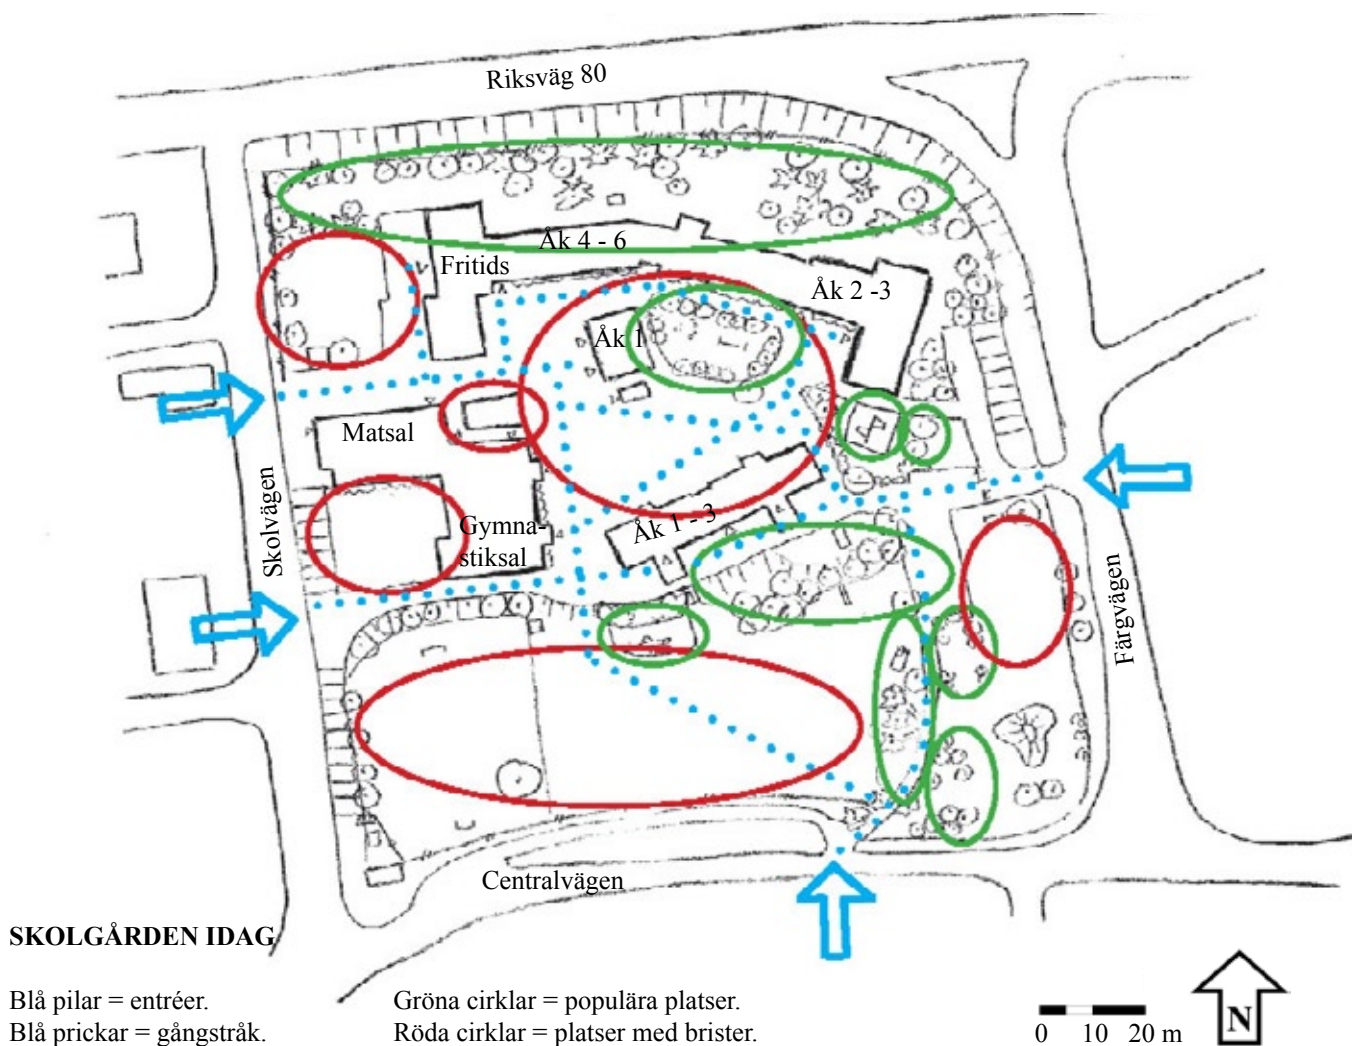 Riksväg 80
Åk 4 - 6
Fritids
Åk 2 -3
Åk 1
Matsal
Skolvägen
Gymna-
stiksal
Åk 1 - 3
Färgvägen
Centralvägen
SKOLGÅRDEN IDAG
Blå pilar = entréer.
Blå prickar = gångstråk.
Gröna cirklar = populära platser.
Röda cirklar = platser med brister.
0 10 20 m
N